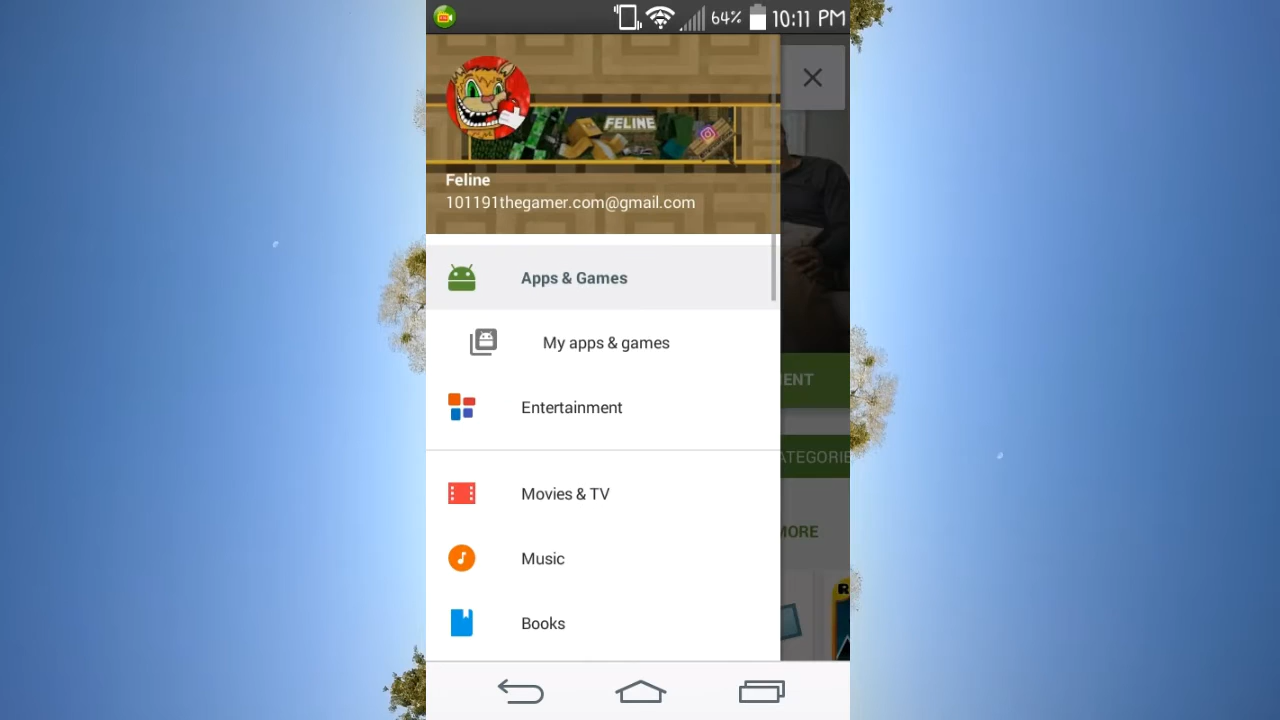 64% 10:11 PM
FELINE
Feline
101191thegamer.com@gmail.com
Apps & Games
My apps & games
ENT
Entertainment
ATEGORIE
Movies & TV
MORE
Music
R
Books